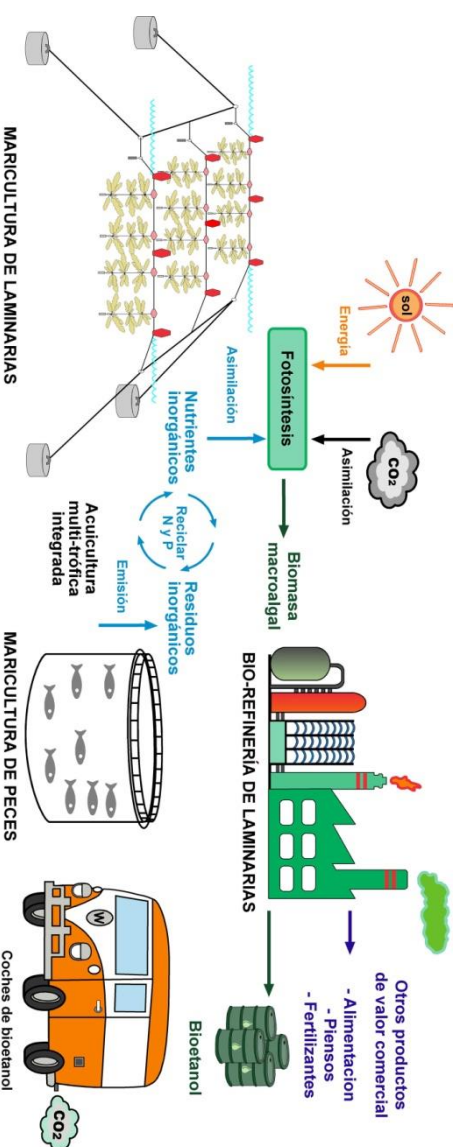 sol
Energia
CO₂
Asimilación
Fotosíntesis
Asimilación
Nutrientes
inorgánicos
Reciclar
N y P
Residuos
inorgánicos
Emisión
Acuicultura
multi-trófica
integrada
MARICULTURA DE LAMINARIAS
MARICULTURA DE PECES
Biomasa
macroalgal
BIO-REFINERÍA DE LAMINARIAS
Otros productos
de valor comercial
- Alimentacion
- Piensos
- Fertilizantes
Bioetanol
W
Coches de bioetanol
CO₂